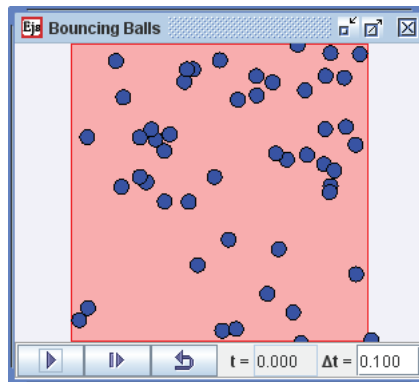 Ejs Bouncing Balls
t = 0.000 Δt = 0.100